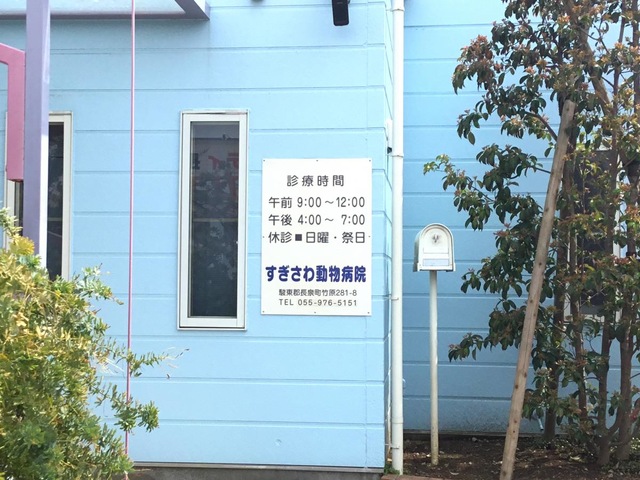 診療時間
午前 9:00～12:00
午後 4:00～ 7:00
休診■日曜・祭日
すぎさわ動物病院
駿東郡長泉町竹原281-8
TEL 055-976-5151